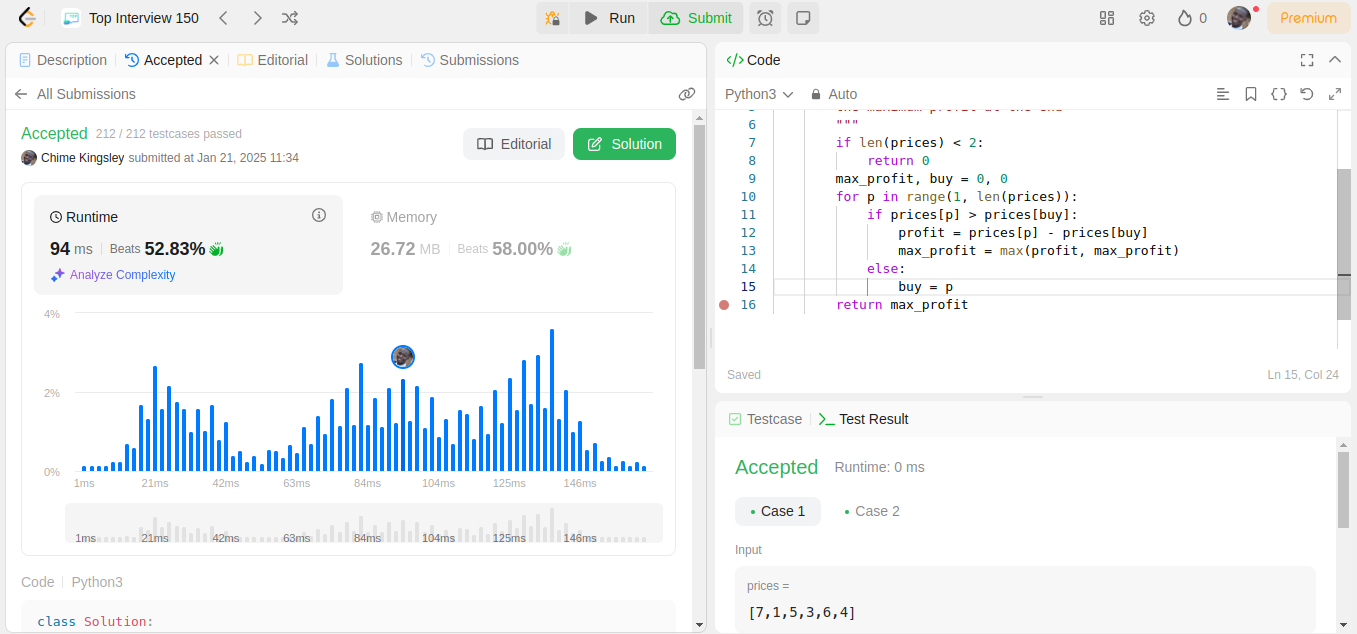 Top Interview 150
Run
Submit
0
Premium
Description
Accepted
Editorial
Solutions
Submissions
All Submissions
Accepted 212 / 212 testcases passed
Chime Kingsley submitted at Jan 21, 2025 11:34
Editorial
Solution
Runtime
94 ms Beats 52.83%
Analyze Complexity
Memory
26.72 MB Beats 58.00%
4%
2%
0%
1ms 21ms 42ms 63ms 84ms 104ms 125ms 146ms
1ms 21ms 42ms 63ms 84ms 104ms 125ms 146ms
Code Python3
class Solution:
</> Code
Python3 Auto
the maximum profit at the end
6 """
7 if len(prices) < 2:
8 return 0
9 max_profit, buy = 0, 0
10 for p in range(1, len(prices)):
11 if prices[p] > prices[buy]:
12 profit = prices[p] - prices[buy]
13 max_profit = max(profit, max_profit)
14 else:
15 buy = p
16 return max_profit
Saved
Ln 15, Col 24
Testcase
Test Result
Accepted Runtime: 0 ms
Case 1
Case 2
Input
prices =
[7,1,5,3,6,4]